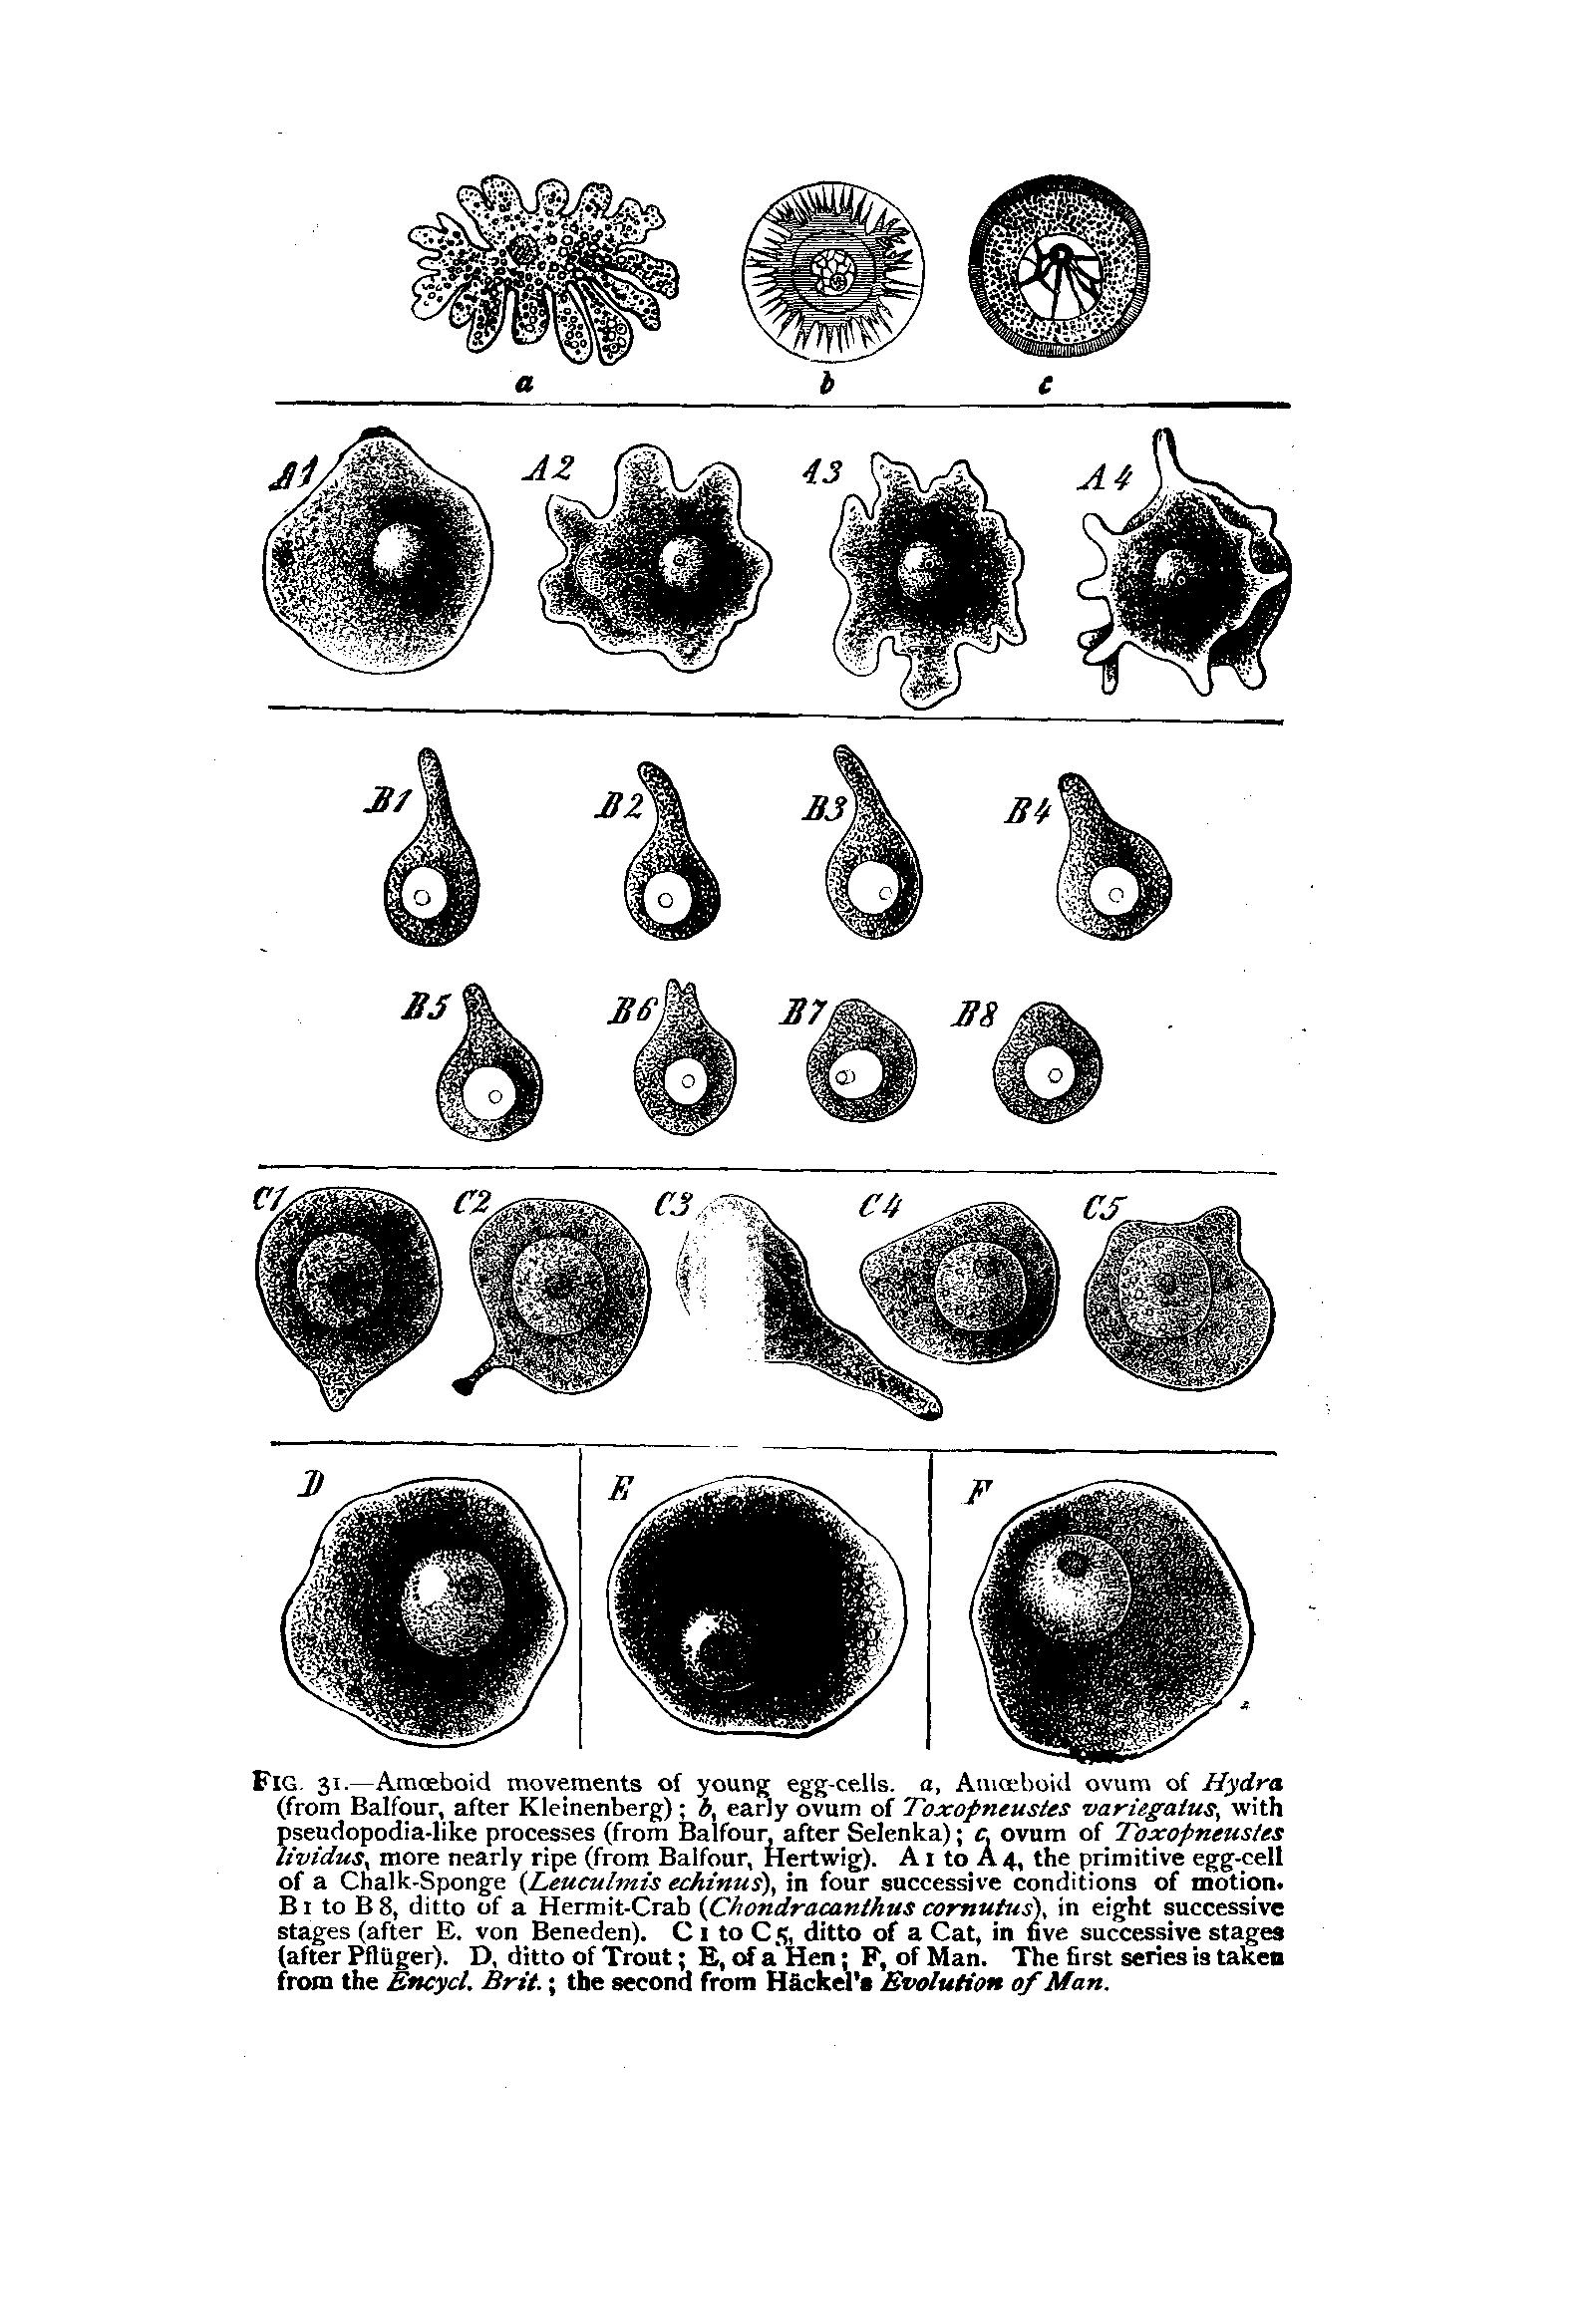 a b c
A1 A2 A3 A4
B1 B2 B3 B4
B5 B6 B7 B8
C1 C2 C3 C4 C5
D E F
FIG. 31.—Amœboid movements of young egg-cells. a, Amœboid ovum of Hydra
(from Balfour, after Kleinenberg); b, early ovum of Toxopneustes variegatus, with
pseudopodia-like processes (from Balfour, after Selenka); c, ovum of Toxopneustes
lividus, more nearly ripe (from Balfour, Hertwig). A 1 to A 4, the primitive egg-cell
of a Chalk-Sponge (Leuculmis echinus), in four successive conditions of motion.
B 1 to B 8, ditto of a Hermit-Crab (Chondracanthus cornutus), in eight successive
stages (after E. von Beneden). C 1 to C 5, ditto of a Cat, in five successive stages
(after Pflüger). D, ditto of Trout; E, of a Hen; F, of Man. The first series is taken
from the Encycl. Brit.; the second from Häckel's Evolution of Man.